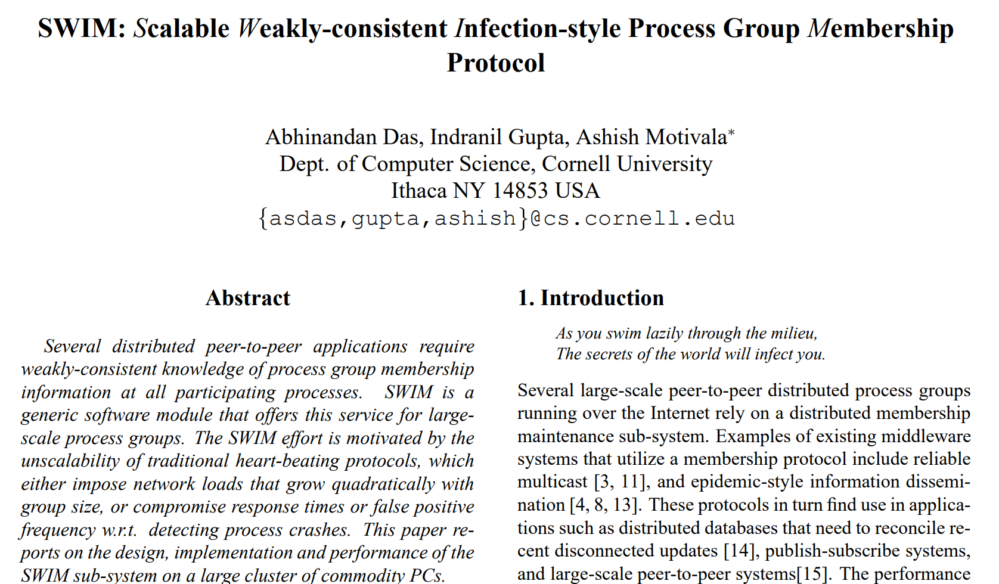 SWIM: Scalable Weakly-consistent Infection-style Process Group Membership
Protocol
Abhinandan Das, Indranil Gupta, Ashish Motivala*
Dept. of Computer Science, Cornell University
Ithaca NY 14853 USA
{asdas,gupta,ashish}@cs.cornell.edu
Abstract
Several distributed peer-to-peer applications require
weakly-consistent knowledge of process group membership
information at all participating processes. SWIM is a
generic software module that offers this service for large-
scale process groups. The SWIM effort is motivated by the
unscalability of traditional heart-beating protocols, which
either impose network loads that grow quadratically with
group size, or compromise response times or false positive
frequency w.r.t. detecting process crashes. This paper re-
ports on the design, implementation and performance of the
SWIM sub-system on a large cluster of commodity PCs.
1. Introduction
As you swim lazily through the milieu,
The secrets of the world will infect you.
Several large-scale peer-to-peer distributed process groups
running over the Internet rely on a distributed membership
maintenance sub-system. Examples of existing middleware
systems that utilize a membership protocol include reliable
multicast [3, 11], and epidemic-style information dissemi-
nation [4, 8, 13]. These protocols in turn find use in applica-
tions such as distributed databases that need to reconcile re-
cent disconnected updates [14], publish-subscribe systems,
and large-scale peer-to-peer systems[15]. The performance